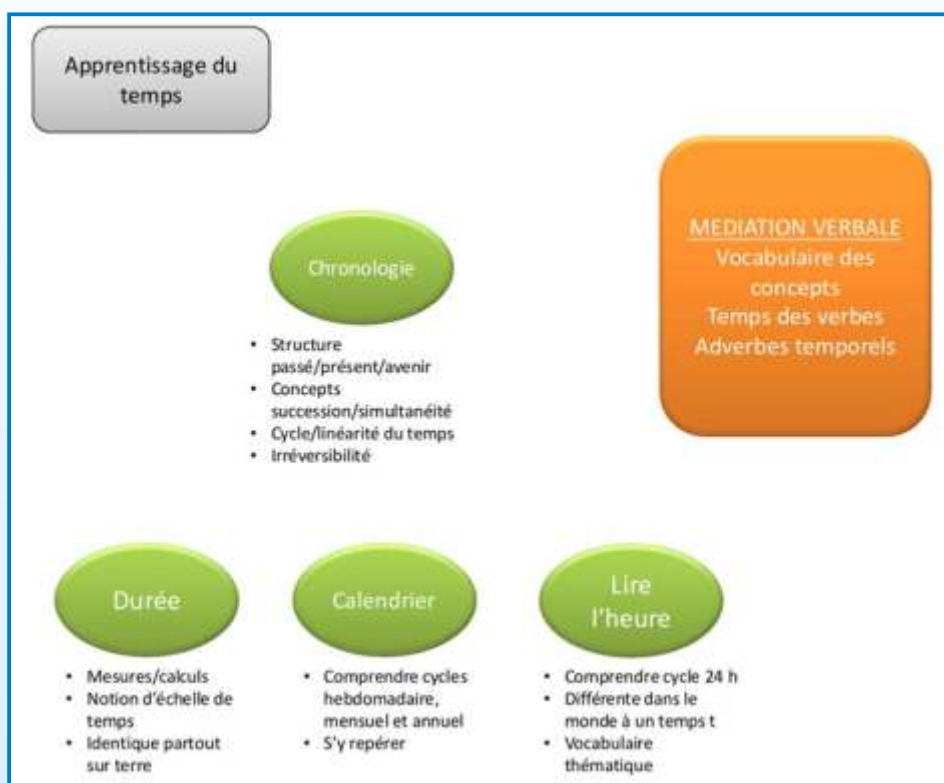 Apprentissage du
temps
MEDIATION VERBALE
Vocabulaire des
concepts
Temps des verbes
Adverbes temporels
Chronologie
• Structure
passé/présent/avenir
• Concepts
succession/simultanéité
• Cycle/linéarité du temps
• Irréversibilité
Durée
• Mesures/calculs
• Notion d'échelle de
temps
• Identique partout
sur terre
Calendrier
• Comprendre cycles
hebdomadaire,
mensuel et annuel
• S'y repérer
Lire
l'heure
• Comprendre cycle 24 h
• Différente dans le
monde à un temps t
• Vocabulaire
thématique